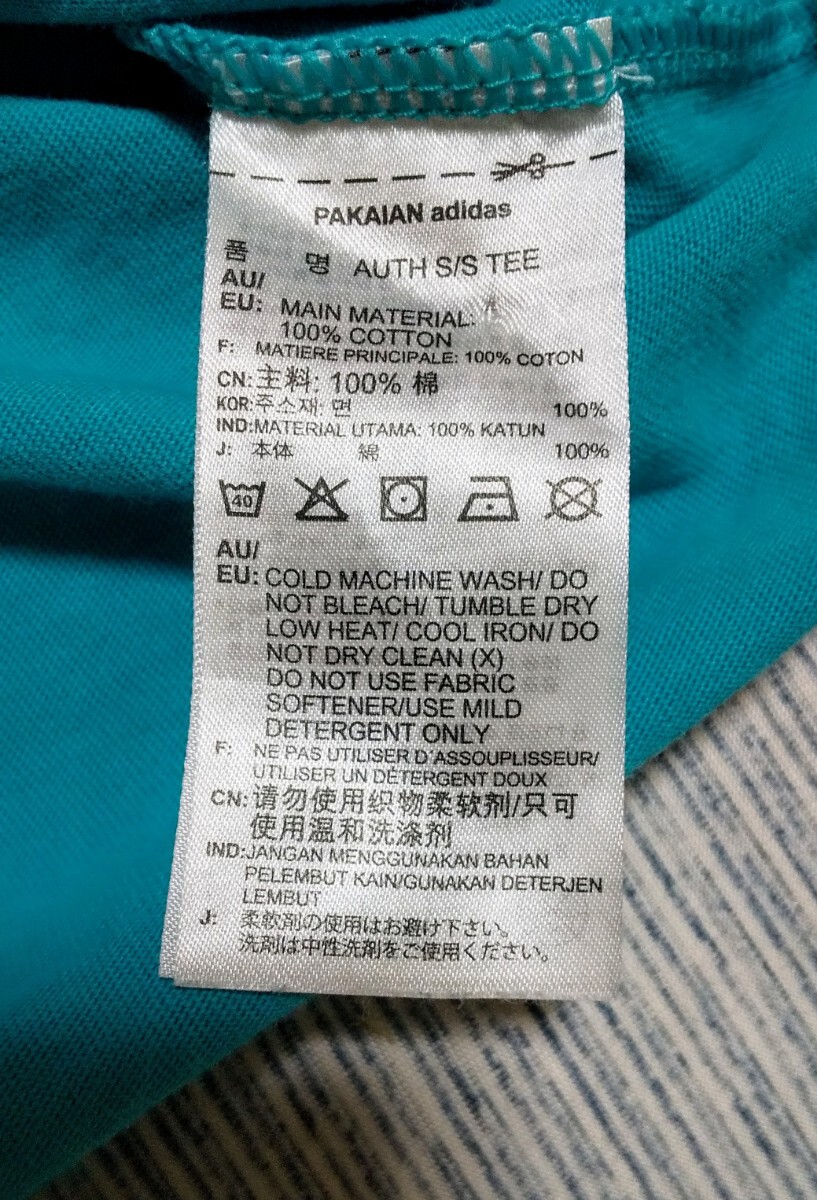 PAKAIAN adidas
품 명 AUTH S/S TEE
AU/
EU: MAIN MATERIAL:
100% COTTON
F: MATIERE PRINCIPALE: 100% COTON
CN: 主料: 100% 棉
KOR: 주소재: 면 100%
IND: MATERIAL UTAMA: 100% KATUN
J: 本体 綿 100%
40
AU/
EU: COLD MACHINE WASH/ DO
NOT BLEACH/ TUMBLE DRY
LOW HEAT/ COOL IRON/ DO
NOT DRY CLEAN (X)
DO NOT USE FABRIC
SOFTENER/USE MILD
DETERGENT ONLY
F: NE PAS UTILISER D'ASSOUPLISSEUR/
UTILISER UN DÉTERGENT DOUX
CN: 请勿使用织物柔软剂/只可
使用温和洗涤剂
IND: JANGAN MENGGUNAKAN BAHAN
PELEMBUT KAIN/GUNAKAN DETERJEN
LEMBUT
J: 柔軟剤の使用はお避け下さい。
洗剤は中性洗剤をご使用ください。